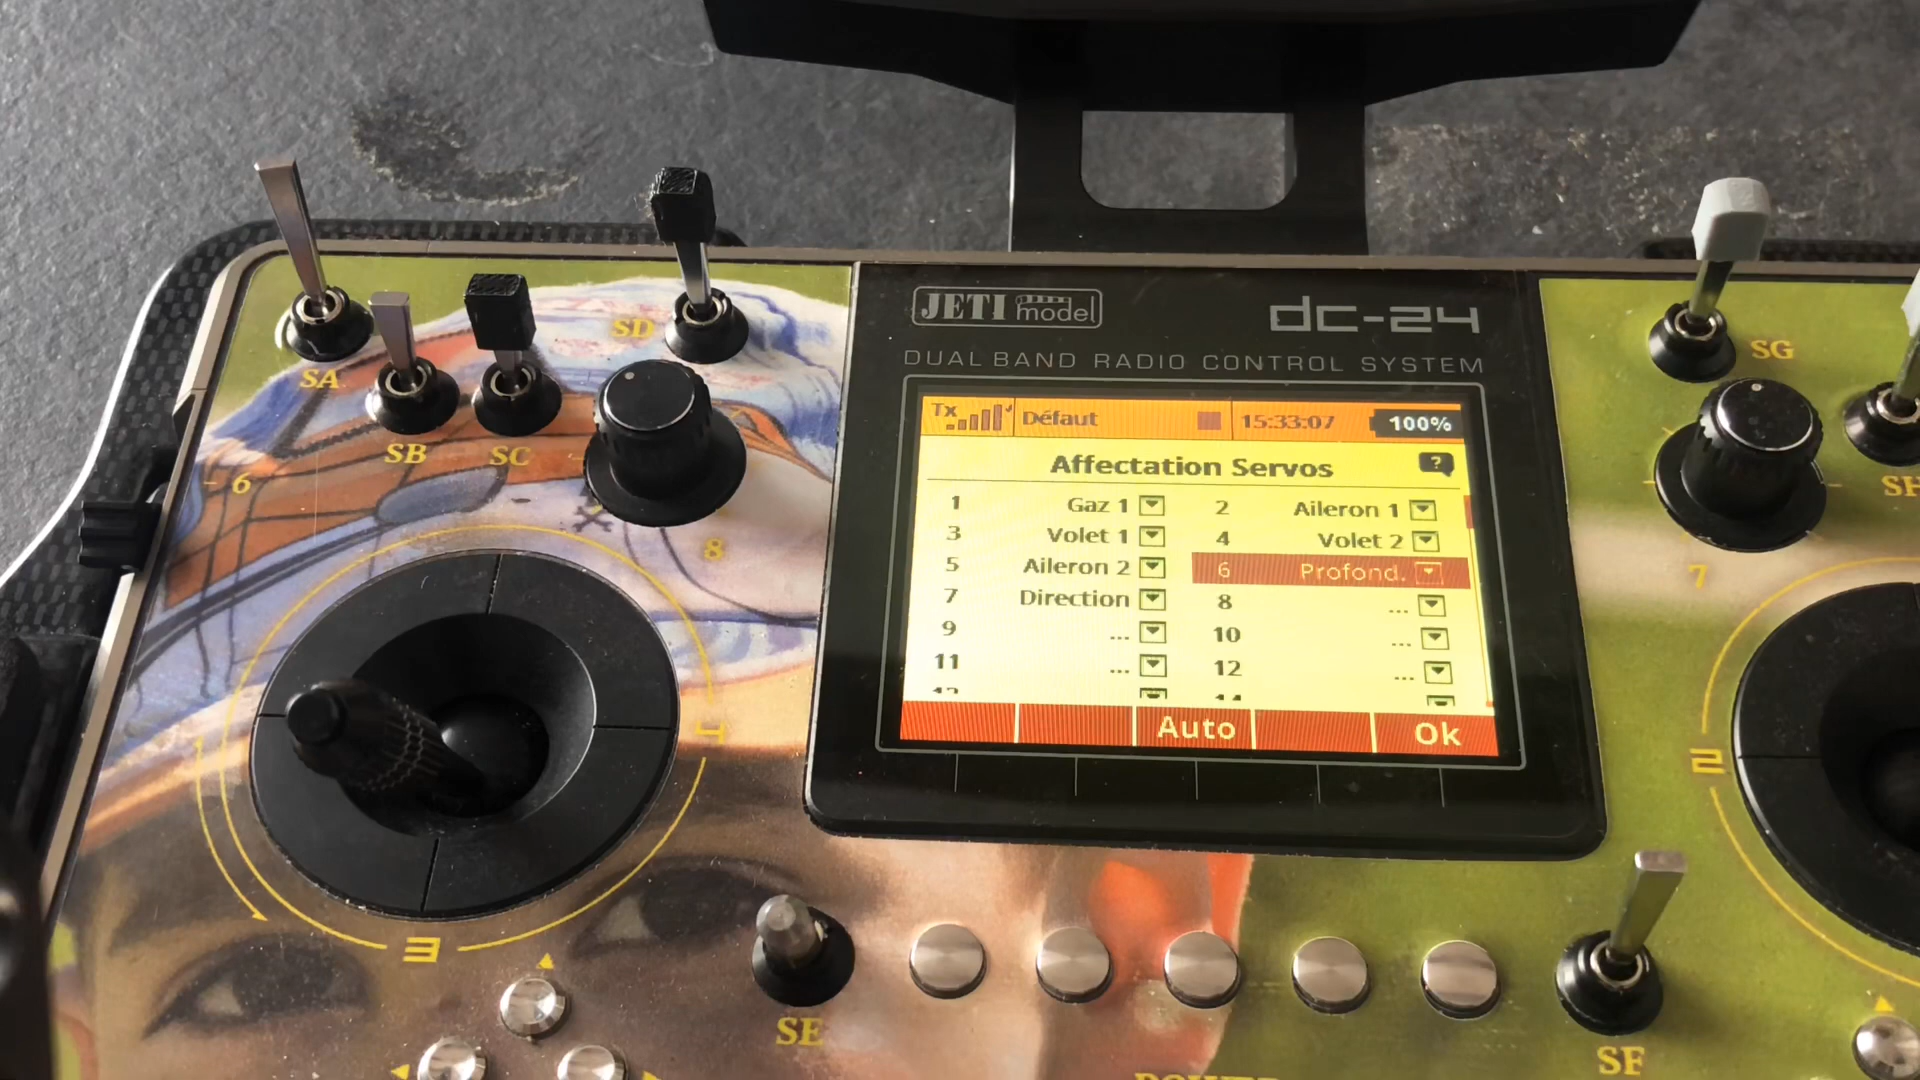 SA
SB
SC
SD
6
8
1
4
3
SE
JETI model
dc-24
DUAL BAND RADIO CONTROL SYSTEM
Tx Défaut 15:33:07 100%
Affectation Servos ?
1 Gaz 1 2 Aileron 1
3 Volet 1 4 Volet 2
5 Aileron 2 6 Profond.
7 Direction 8 ...
9 ... 10 ...
11 ... 12 ...
Auto Ok
SG
SH
7
2
SF